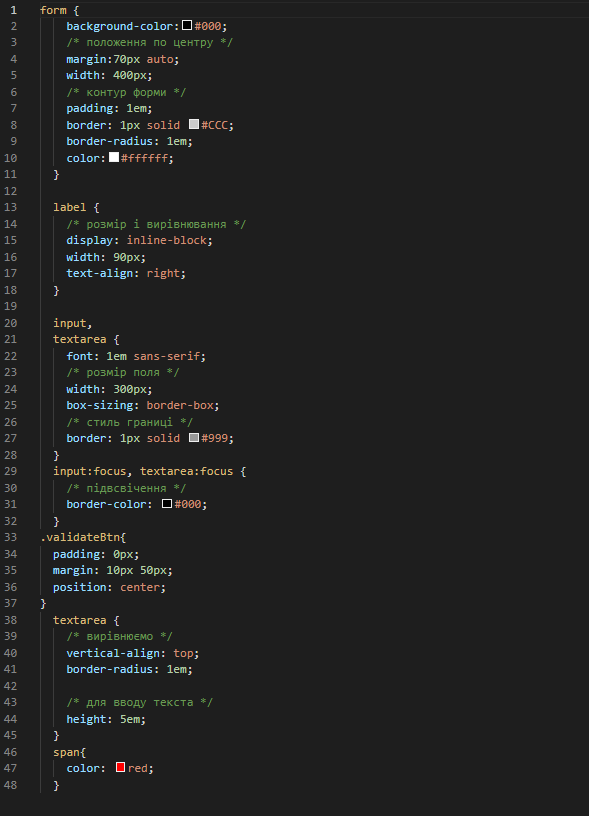 1 form {
2 background-color: #000;
3 /* положення по центру */
4 margin:70px auto;
5 width: 400px;
6 /* контур форми */
7 padding: 1em;
8 border: 1px solid #CCC;
9 border-radius: 1em;
10 color: #ffffff;
11 }
12
13 label {
14 /* розмір і вирівнювання */
15 display: inline-block;
16 width: 90px;
17 text-align: right;
18 }
19
20 input,
21 textarea {
22 font: 1em sans-serif;
23 /* розмір поля */
24 width: 300px;
25 box-sizing: border-box;
26 /* стиль границі */
27 border: 1px solid #999;
28 }
29 input:focus, textarea:focus {
30 /* підвсвічення */
31 border-color: #000;
32 }
33 .validateBtn{
34 padding: 0px;
35 margin: 10px 50px;
36 position: center;
37 }
38 textarea {
39 /* вирівнюємо */
40 vertical-align: top;
41 border-radius: 1em;
42
43 /* для вводу текста */
44 height: 5em;
45 }
46 span{
47 color: red;
48 }